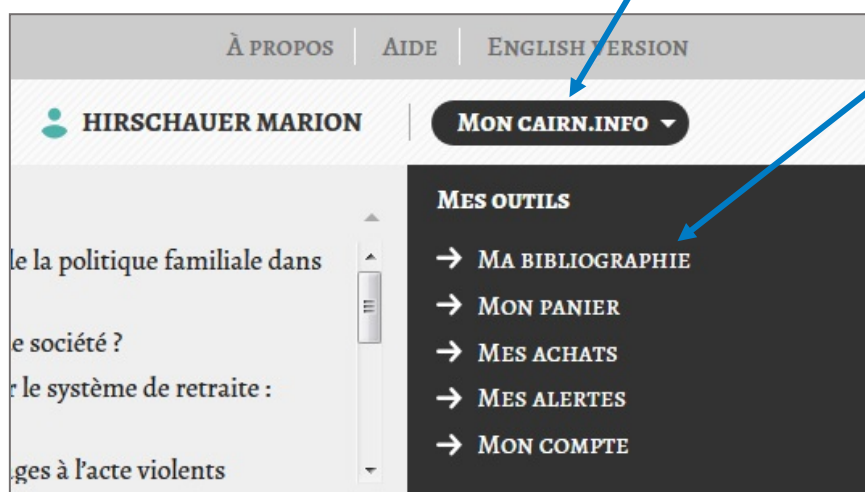 À propos Aide English version
Hirschauer Marion Mon cairn.info
Mes outils
de la politique familiale dans
e société ?
le système de retraite :
ges à l'acte violents
Ma bibliographie
Mon panier
Mes achats
Mes alertes
Mon compte